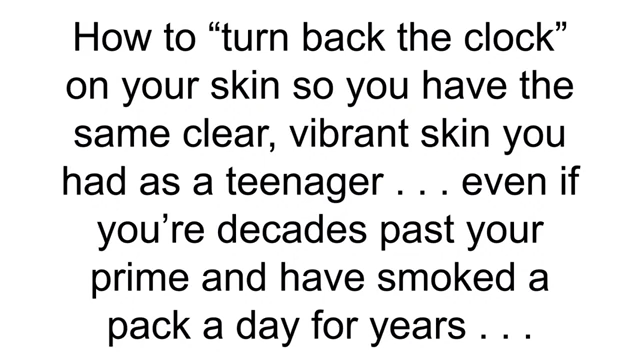 How to “turn back the clock”
on your skin so you have the
same clear, vibrant skin you
had as a teenager . . . even if
you’re decades past your
prime and have smoked a
pack a day for years . . .